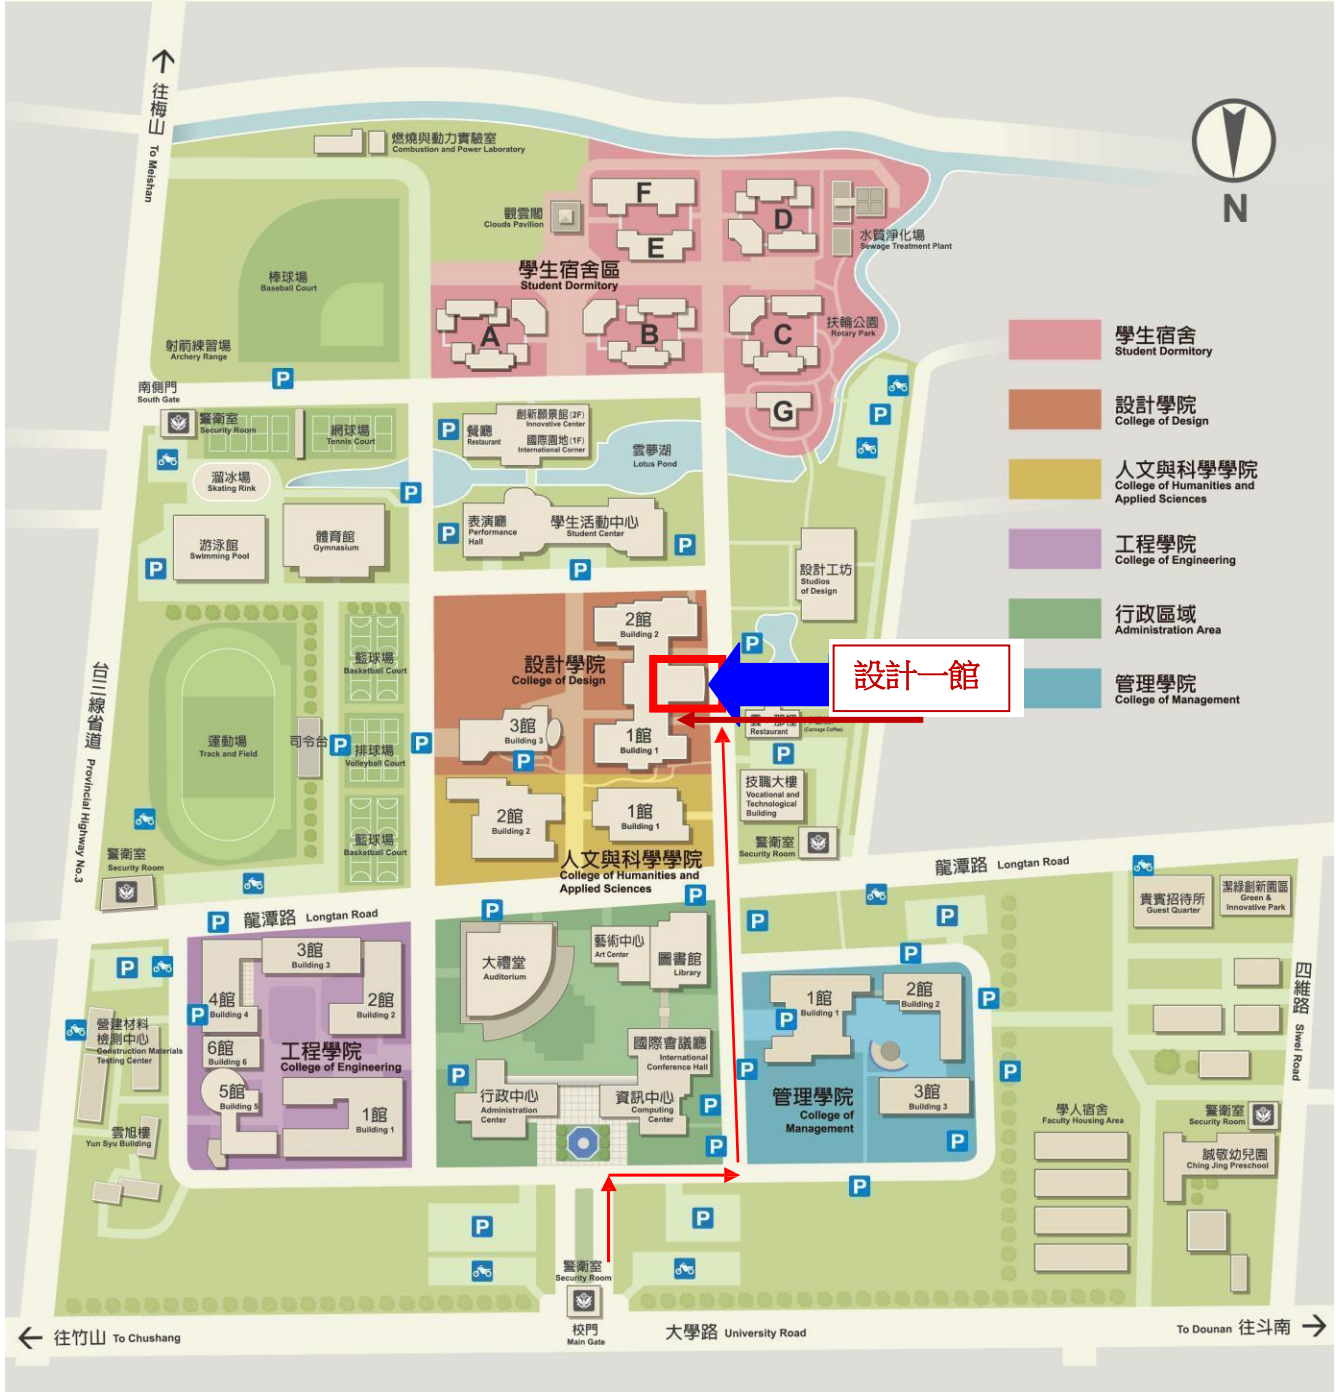 往梅山 To Meishan
燃燒與動力實驗室
Combustion and Power Laboratory
N
觀雲閣
Clouds Pavilion
F
E
D
水質淨化場
Sewage Treatment Plant
學生宿舍區
Student Dormitory
棒球場
Baseball Court
A
B
C
扶輪公園
Rotary Park
G
射箭練習場
Archery Range
P
南側門
South Gate
警衛室
Security Room
網球場
Tennis Court
P
餐廳
Restaurant
創新願景館(2F)
Innovative Center
國際園地(1F)
International Corner
雲夢湖
Lotus Pond
P
溜冰場
Skating Rink
P
游泳館
Swimming Pool
體育館
Gymnasium
P
P
表演廳
Performance
Hall
學生活動中心
Student Center
P
P
設計工坊
Studios
of Design
學生宿舍
Student Dormitory
設計學院
College of Design
人文與科學學院
College of Humanities and
Applied Sciences
工程學院
College of Engineering
行政區域
Administration Area
管理學院
College of Management
台三線省道 Provincial Highway No.3
籃球場
Basketball Court
運動場
Track and Field
司令台
P
排球場
Volleyball Court
P
籃球場
Basketball Court
設計學院
College of Design
2館
Building 2
3館
Building 3
P
1館
Building 1
P
設計一館
Restaurant
P
技職大樓
Vocational and
Technological
Building
警衛室
Security Room
2館
Building 2
1館
Building 1
人文與科學學院
College of Humanities and
Applied Sciences
警衛室
Security Room
龍潭路 Longtan Road
P
龍潭路 Longtan Road
貴賓招待所
Guest Quarter
潔綠創新園區
Green &
Innovative Park
四維路 Siwei Road
P
P
P
P
P
3館
Building 3
4館
Building 4
P
2館
Building 2
6館
Building 6
工程學院
College of Engineering
5館
Building 5
1館
Building 1
P
營建材料
檢測中心
Construction Materials
Testing Center
雲旭樓
Yun Syu Building
大禮堂
Auditorium
藝術中心
Art Center
圖書館
Library
國際會議廳
International
Conference Hall
P
行政中心
Administration
Center
資訊中心
Computing
Center
P
P
P
1館
Building 1
P
2館
Building 2
P
P
3館
Building 3
管理學院
College of
Management
P
P
P
學人宿舍
Faculty Housing Area
警衛室
Security Room
誠敬幼兒園
Ching Jing Preschool
P
P
警衛室
Security Room
校門
Main Gate
往竹山 To Chushang
大學路 University Road
To Dounan 往斗南